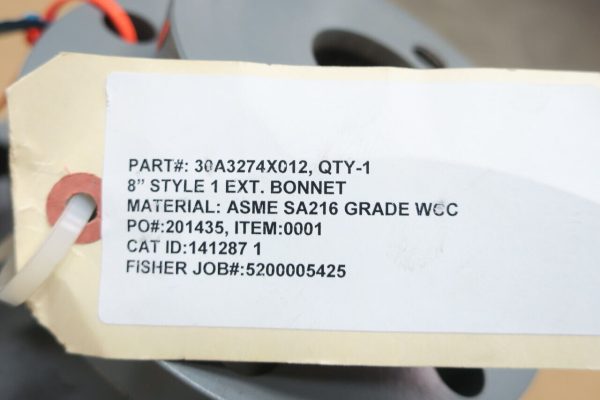 PART#: 30A3274X012, QTY-1
8” STYLE 1 EXT. BONNET
MATERIAL: ASME SA216 GRADE WCC
PO#:201435, ITEM:0001
CAT ID:141287 1
FISHER JOB#:5200005425